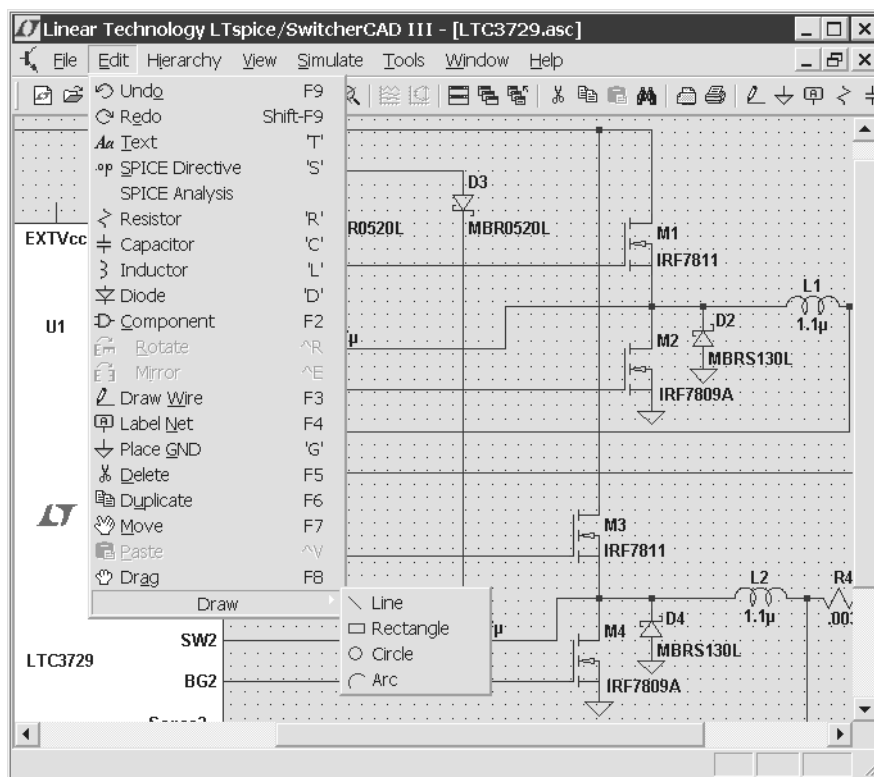 Linear Technology LTspice/SwitcherCAD III - [LTC3729.asc]
File Edit Hierarchy View Simulate Tools Window Help
Undo F9
Redo Shift-F9
Aa Text 'T'
.op SPICE Directive 'S'
SPICE Analysis
Resistor 'R'
Capacitor 'C'
Inductor 'L'
Diode 'D'
Component F2
Rotate ^R
Mirror ^E
Draw Wire F3
Label Net F4
Place GND 'G'
Delete F5
Duplicate F6
Move F7
Paste ^V
Drag F8
Draw
Line
Rectangle
Circle
Arc
EXTVcc
U1
LT
SW2
LTC3729
BG2
D3
R0520L
MBR0520L
M1
IRF7811
L1
1.1µ
D2
µ
M2
MBRS130L
IRF7809A
M3
IRF7811
L2
R4
1.1µ
.003
D4
µ
M4
MBRS130L
IRF7809A